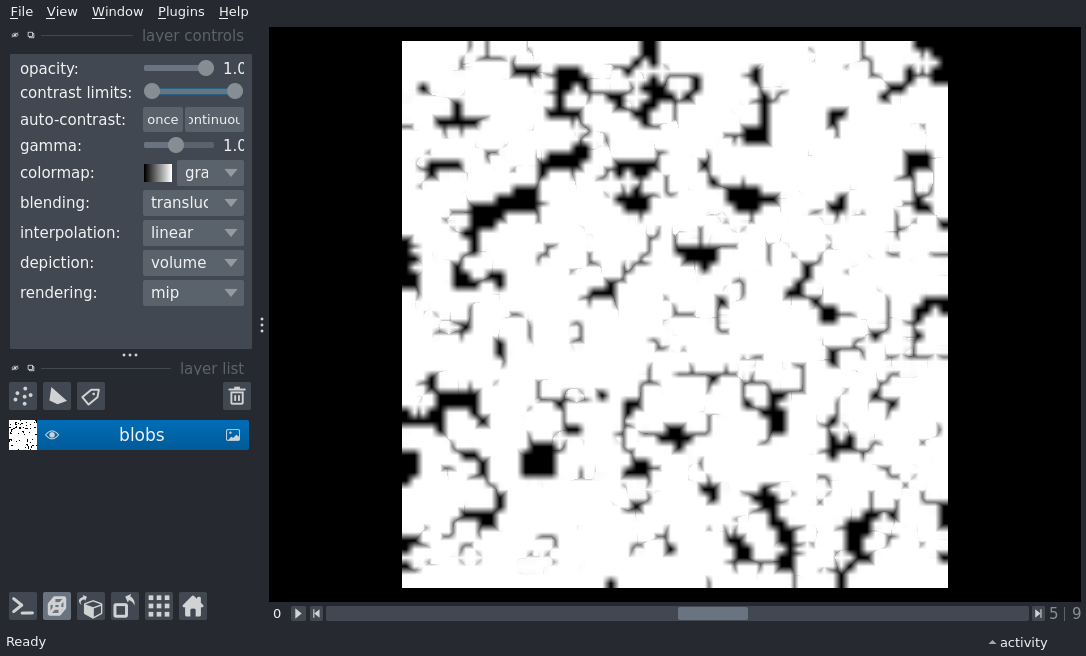 File View Window Plugins Help
layer controls
opacity: 1.0
contrast limits:
auto-contrast: once ontinuou
gamma: 1.0
colormap: gra
blending: transluc
interpolation: linear
depiction: volume
rendering: mip
layer list
blobs
0 5 | 9
Ready activity